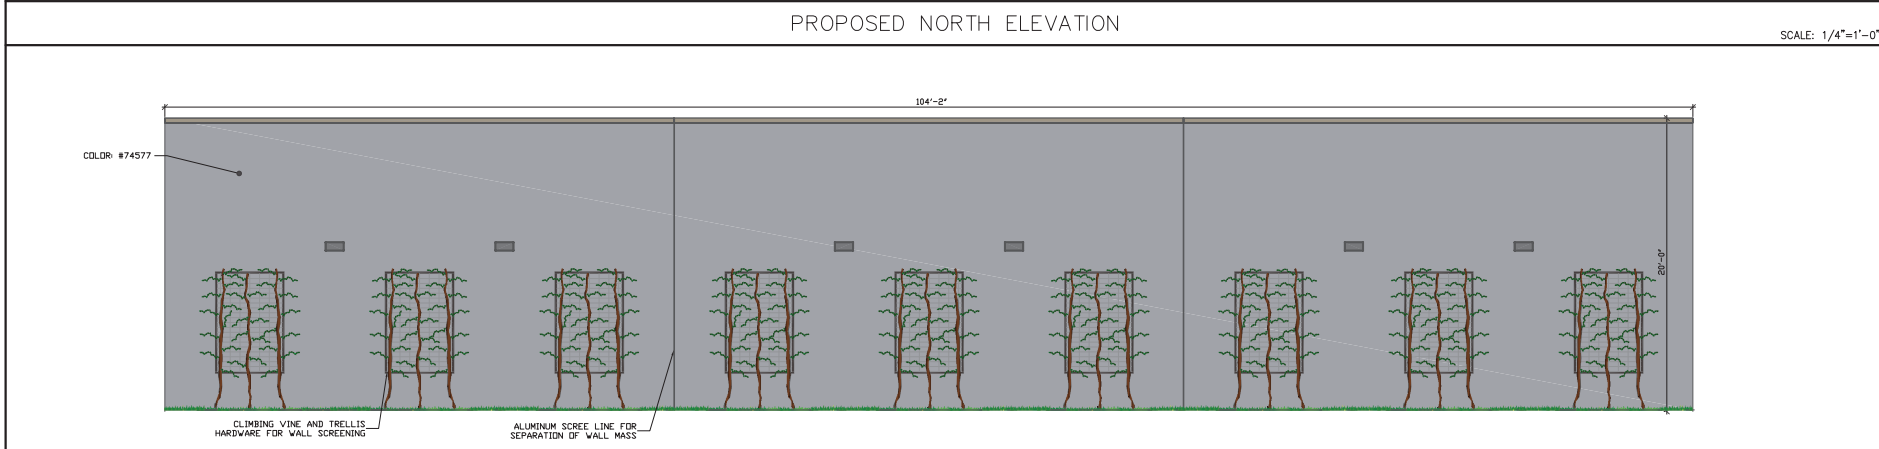 PROPOSED NORTH ELEVATION
SCALE: 1/4"=1'-0"
104'-2"
COLOR: #74577
20'-0"
CLIMBING VINE AND TRELLIS
HARDWARE FOR WALL SCREENING
ALUMINUM SCREE LINE FOR
SEPARATION OF WALL MASS